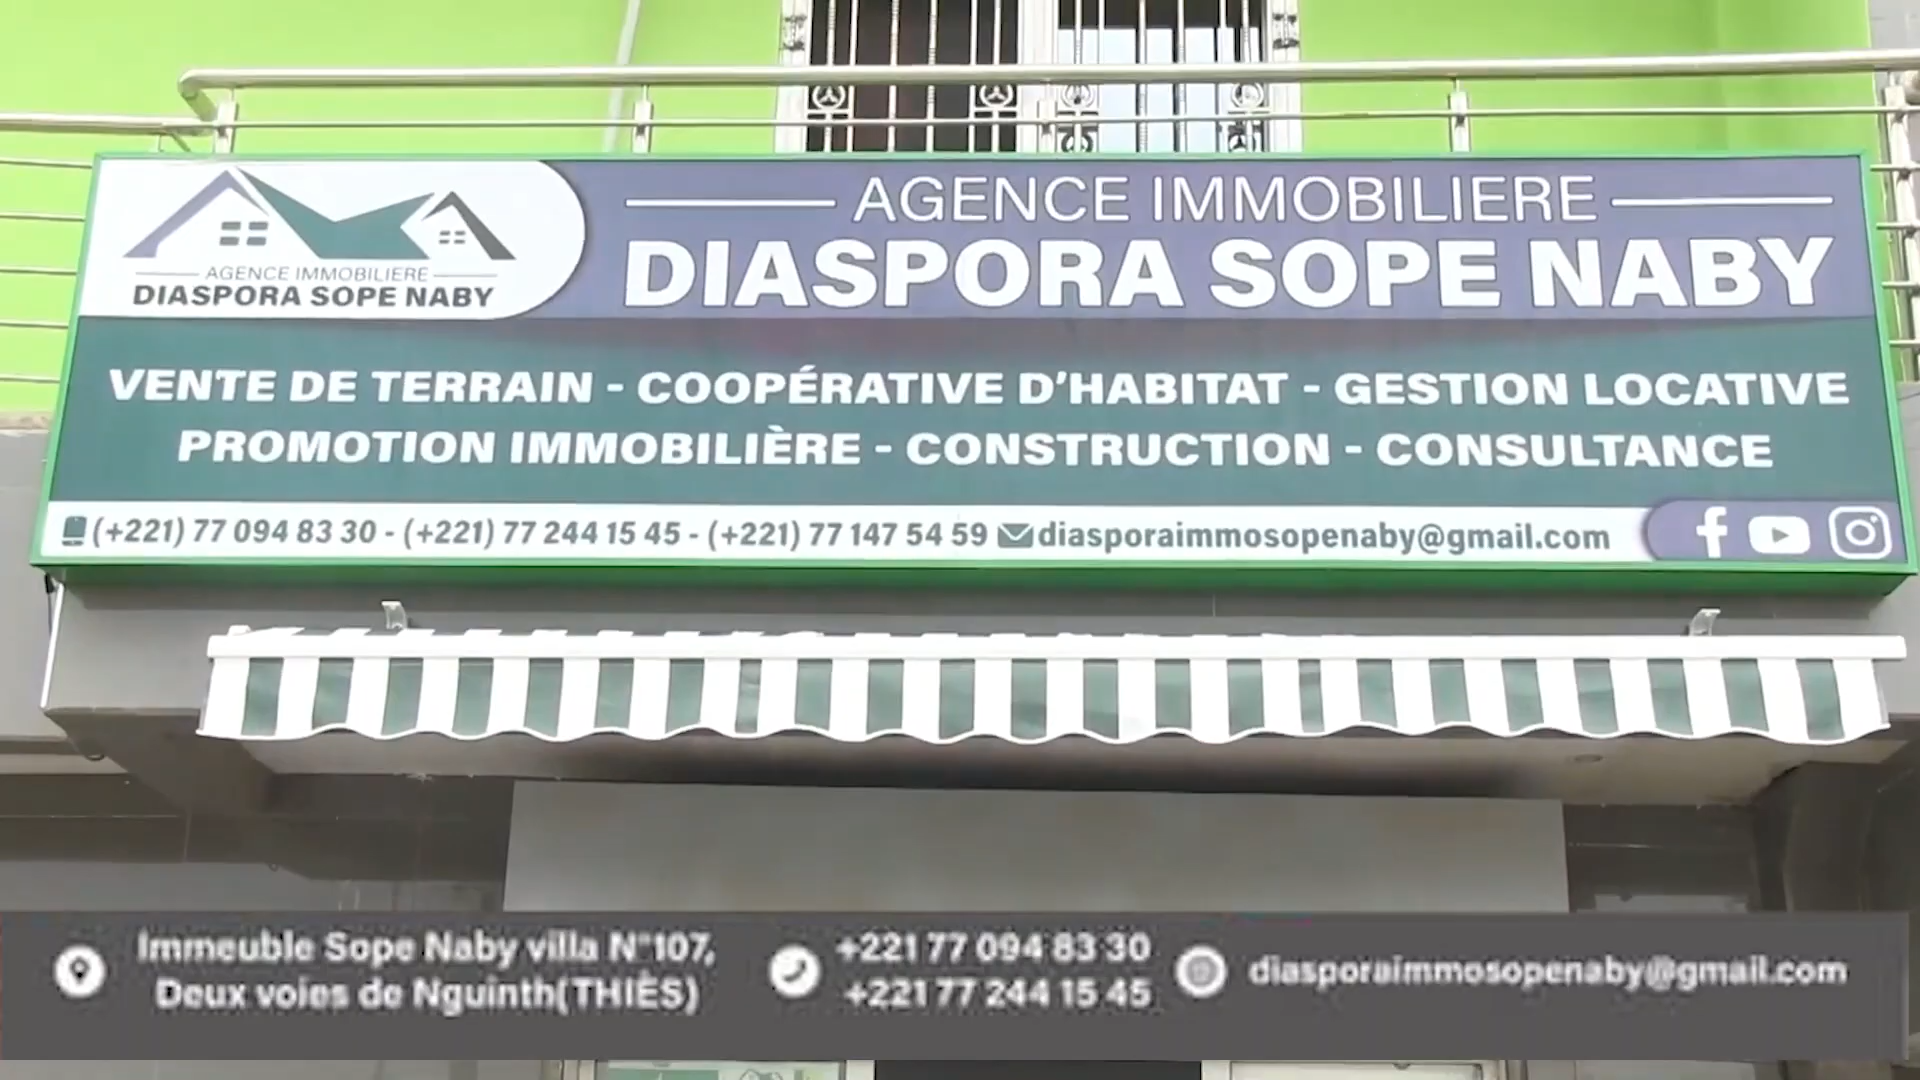 AGENCE IMMOBILIERE
DIASPORA SOPE NABY
AGENCE IMMOBILIERE
DIASPORA SOPE NABY
VENTE DE TERRAIN - COOPÉRATIVE D'HABITAT - GESTION LOCATIVE
PROMOTION IMMOBILIÈRE - CONSTRUCTION - CONSULTANCE
(+221) 77 094 83 30 - (+221) 77 244 15 45 - (+221) 77 147 54 59 diasporaimmosopenaby@gmail.com
Immeuble Sope Naby villa N°107,
Deux voies de Nguinth(THIÈS)
+221 77 094 83 30
+221 77 244 15 45
diasporaimmosopenaby@gmail.com